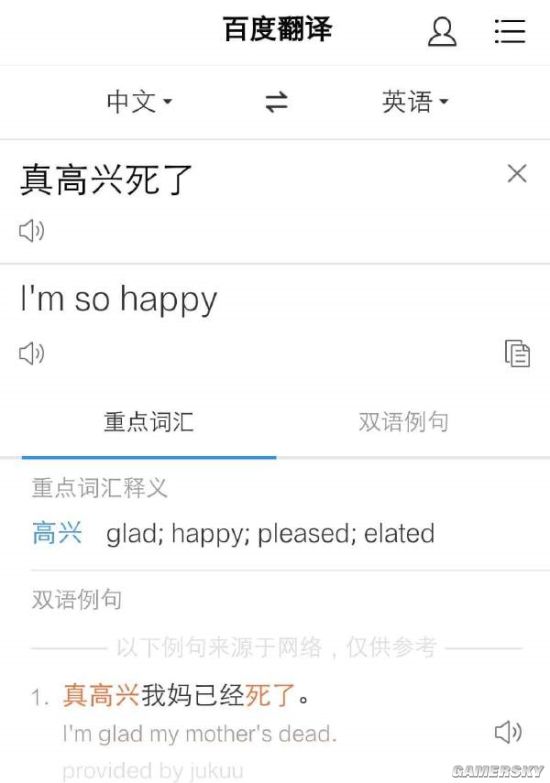 百度翻译
中文 英语
真高兴死了
I'm so happy
重点词汇 双语例句
重点词汇释义
高兴 glad; happy; pleased; elated
双语例句
以下例句来源于网络，仅供参考
1. 真高兴我妈已经死了。
I'm glad my mother's dead.
provided by jukuu
GAMERSKY